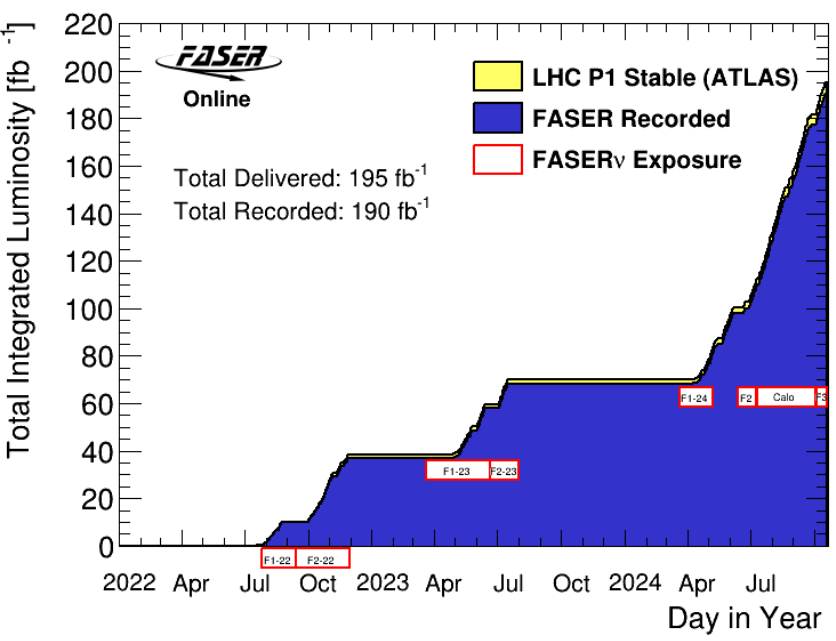 Total Integrated Luminosity [fb⁻¹]
220
200
180
160
140
120
100
80
60
40
20
0
FASER
Online
LHC P1 Stable (ATLAS)
FASER Recorded
FASERν Exposure
Total Delivered: 195 fb⁻¹
Total Recorded: 190 fb⁻¹
F1-24
F2
Calo
F3
F1-23
F2-23
F1-22
F2-22
2022 Apr Jul Oct 2023 Apr Jul Oct 2024 Apr Jul
Day in Year